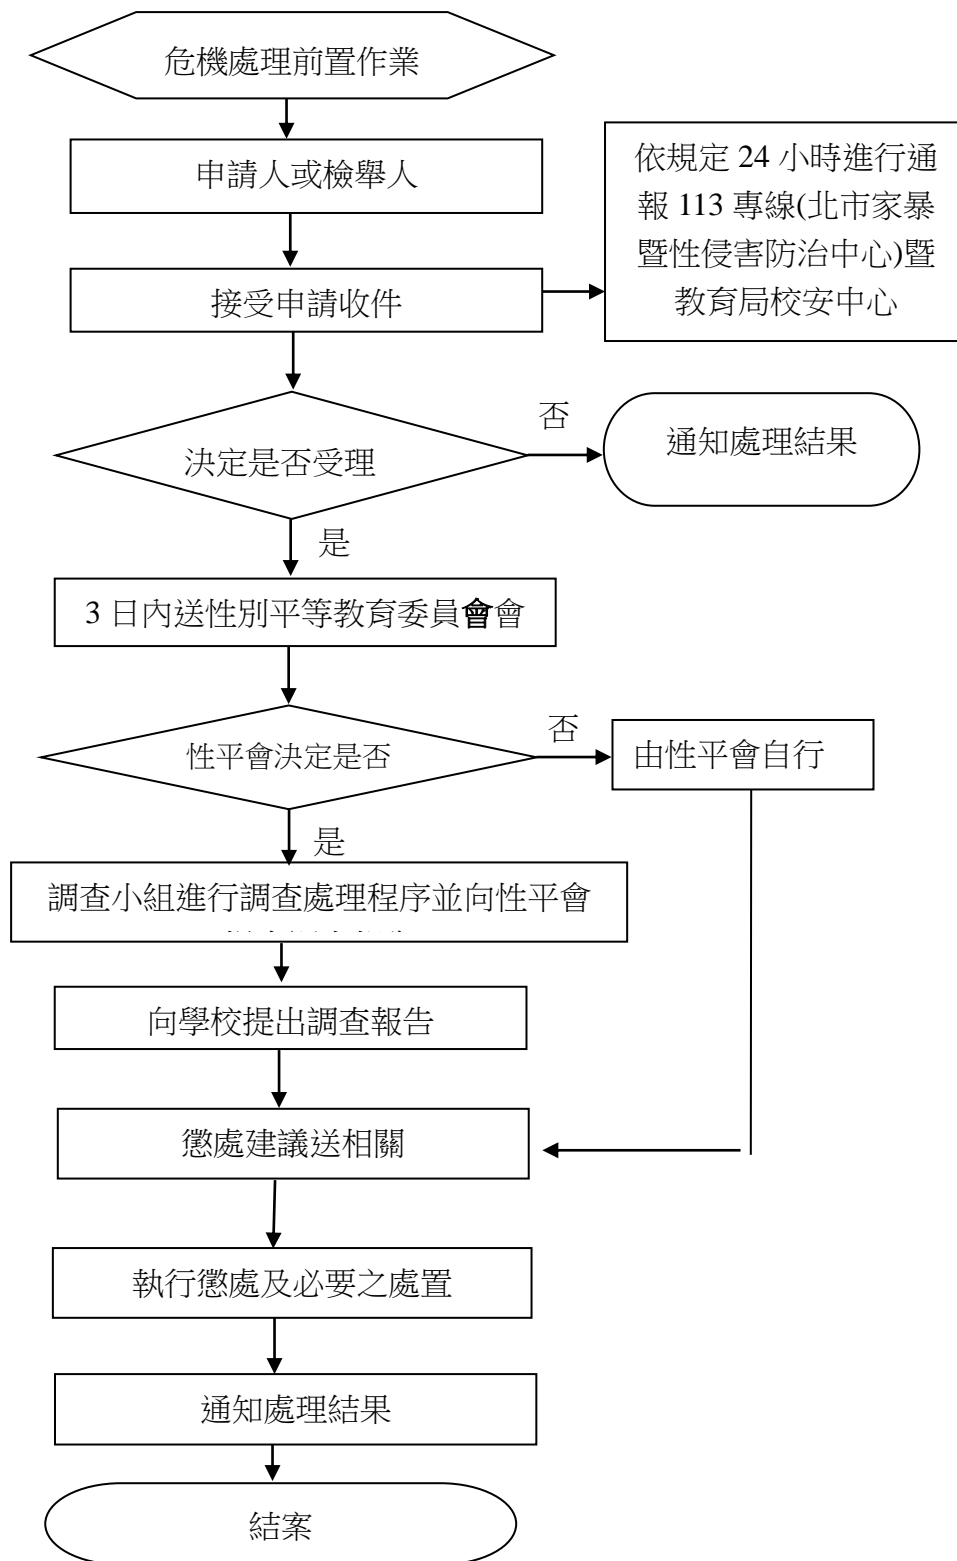 危機處理前置作業
申請人或檢舉人
依規定 24 小時進行通
報 113 專線(北市家暴
暨性侵害防治中心)暨
教育局校安中心
接受申請收件
決定是否受理
否
通知處理結果
是
3 日內送性別平等教育委員會會
性平會決定是否
否
由性平會自行
是
調查小組進行調查處理程序並向性平會
向學校提出調查報告
懲處建議送相關
執行懲處及必要之處置
通知處理結果
結案